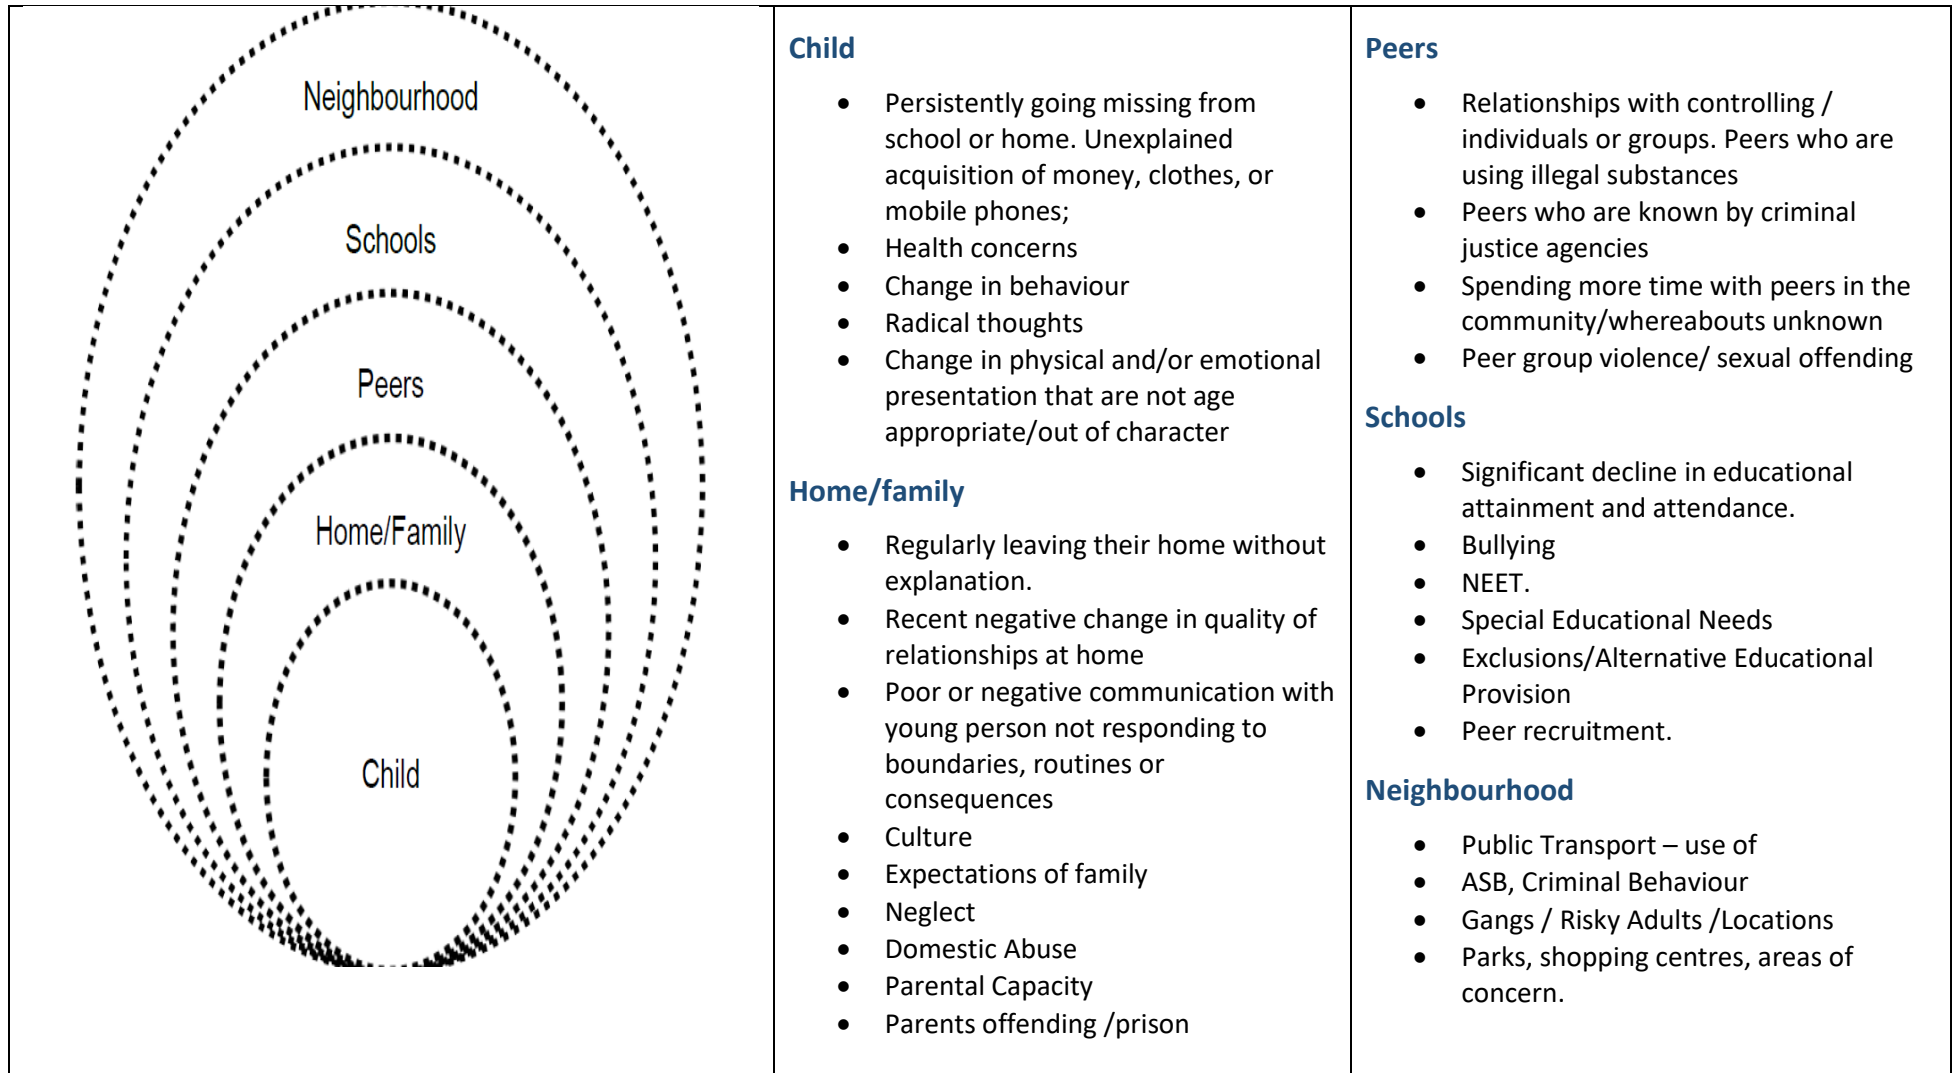 Neighbourhood
Schools
Peers
Home/Family
Child
Child
• Persistently going missing from
school or home. Unexplained
acquisition of money, clothes, or
mobile phones;
• Health concerns
• Change in behaviour
• Radical thoughts
• Change in physical and/or emotional
presentation that are not age
appropriate/out of character
Home/family
• Regularly leaving their home without
explanation.
• Recent negative change in quality of
relationships at home
• Poor or negative communication with
young person not responding to
boundaries, routines or
consequences
• Culture
• Expectations of family
• Neglect
• Domestic Abuse
• Parental Capacity
• Parents offending /prison
Peers
• Relationships with controlling /
individuals or groups. Peers who are
using illegal substances
• Peers who are known by criminal
justice agencies
• Spending more time with peers in the
community/whereabouts unknown
• Peer group violence/ sexual offending
Schools
• Significant decline in educational
attainment and attendance.
• Bullying
• NEET.
• Special Educational Needs
• Exclusions/Alternative Educational
Provision
• Peer recruitment.
Neighbourhood
• Public Transport – use of
• ASB, Criminal Behaviour
• Gangs / Risky Adults /Locations
• Parks, shopping centres, areas of
concern.